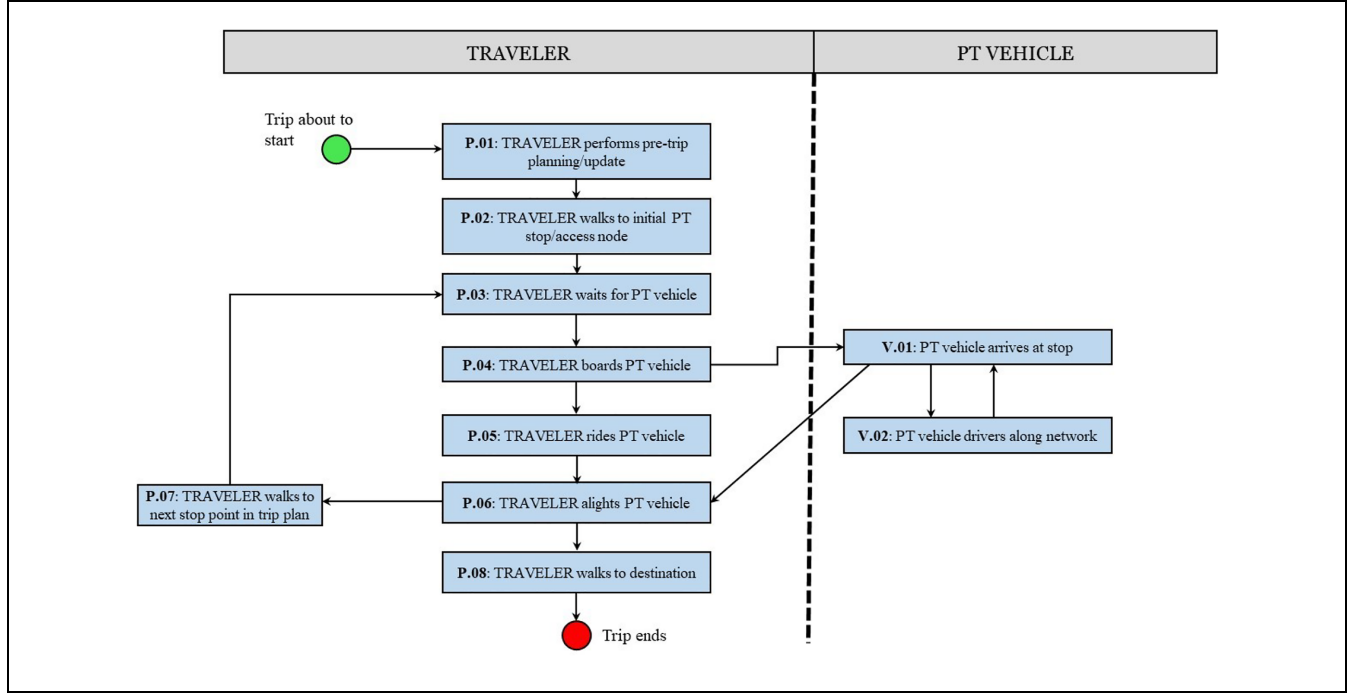 TRAVELER
PT VEHICLE
Trip about to
start
P.01: TRAVELER performs pre-trip
planning/update
P.02: TRAVELER walks to initial PT
stop/access node
P.03: TRAVELER waits for PT vehicle
P.04: TRAVELER boards PT vehicle
V.01: PT vehicle arrives at stop
P.05: TRAVELER rides PT vehicle
V.02: PT vehicle drivers along network
P.07: TRAVELER walks to
next stop point in trip plan
P.06: TRAVELER alights PT vehicle
P.08: TRAVELER walks to destination
Trip ends